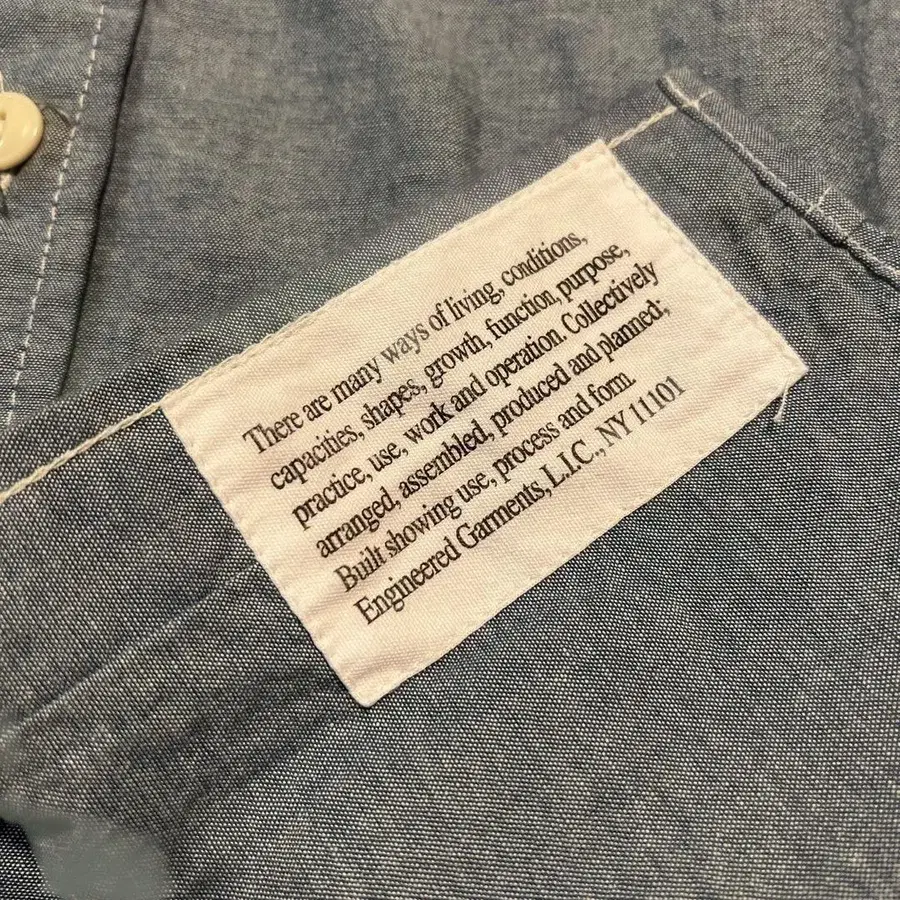 There are many ways of living, conditions,
capacities, shapes, growth, function, purpose,
practice, use, work and operation. Collectively
arranged, assembled, produced and planned;
Built showing use, process and form.
Engineered Garments, L.I.C., NY 11101